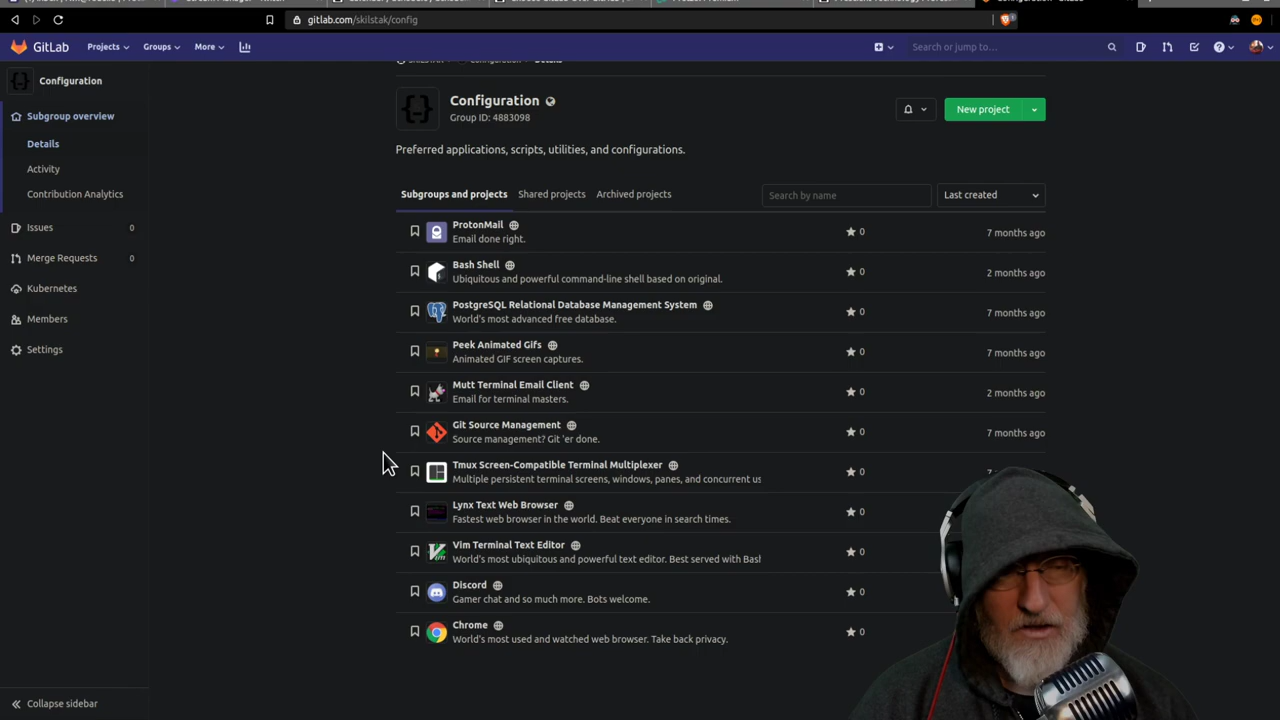 gitlab.com/skilstak/config
GitLab
Projects
Groups
More
Search or jump to…
Configuration
Subgroup overview
Details
Activity
Contribution Analytics
Issues
0
Merge Requests
0
Kubernetes
Members
Settings
Collapse sidebar
Configuration
Group ID: 4883098
New project
Preferred applications, scripts, utilities, and configurations.
Subgroups and projects
Shared projects
Archived projects
Search by name
Last created
ProtonMail
Email done right.
0
7 months ago
Bash Shell
Ubiquitous and powerful command-line shell based on original.
0
2 months ago
PostgreSQL Relational Database Management System
World's most advanced free database.
0
7 months ago
Peek Animated Gifs
Animated GIF screen captures.
0
7 months ago
Mutt Terminal Email Client
Email for terminal masters.
0
2 months ago
Git Source Management
Source management? Git 'er done.
0
7 months ago
Tmux Screen-Compatible Terminal Multiplexer
Multiple persistent terminal screens, windows, panes, and concurrent us
0
Lynx Text Web Browser
Fastest web browser in the world. Beat everyone in search times.
0
Vim Terminal Text Editor
World's most ubiquitous and powerful text editor. Best served with Bash
0
Discord
Gamer chat and so much more. Bots welcome.
0
Chrome
World's most used and watched web browser. Take back privacy.
0